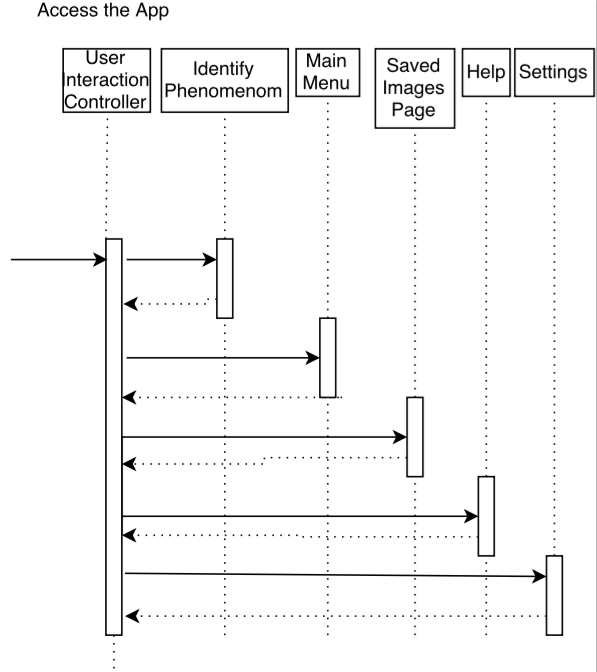 Access the App
User
Interaction
Controller
Identify
Phenomenom
Main
Menu
Saved
Images
Page
Help
Settings